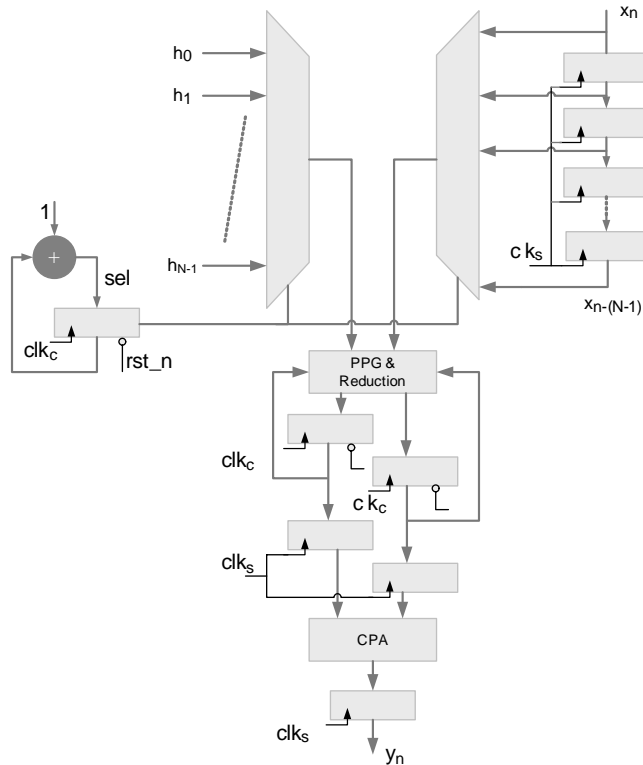 xn
h0
h1
1
+
sel
hN-1
c ks
xn-(N-1)
clkc
rst_n
PPG &
Reduction
clkc
c kc
clks
CPA
clks
yn